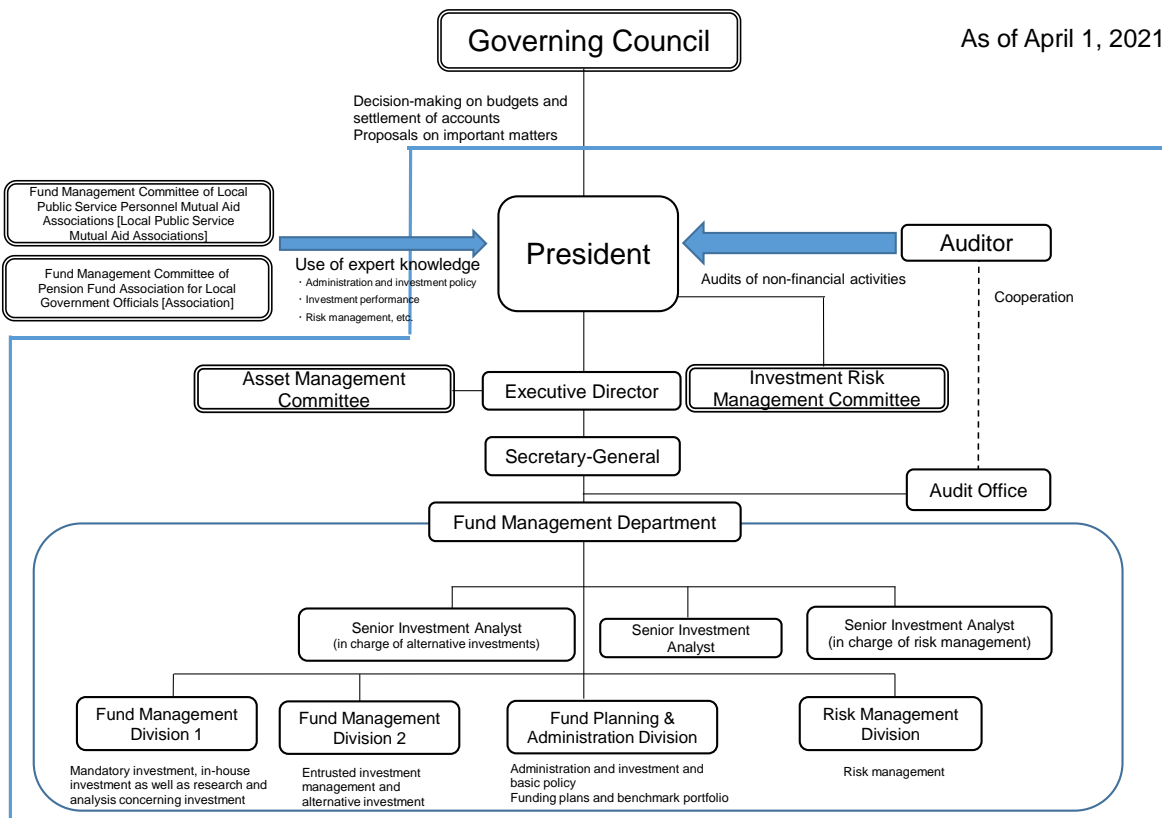 Governing Council
As of April 1, 2021
Decision-making on budgets and
settlement of accounts
Proposals on important matters
Fund Management Committee of Local
Public Service Personnel Mutual Aid
Associations [Local Public Service
Mutual Aid Associations]
Fund Management Committee of
Pension Fund Association for Local
Government Officials [Association]
Use of expert knowledge
・Administration and investment policy
・Investment performance
・Risk management, etc.
President
Auditor
Audits of non-financial activities
Cooperation
Asset Management
Committee
Executive Director
Investment Risk
Management Committee
Secretary-General
Audit Office
Fund Management Department
Senior Investment Analyst
(in charge of alternative investments)
Senior Investment
Analyst
Senior Investment Analyst
(in charge of risk management)
Fund Management
Division 1
Fund Management
Division 2
Fund Planning &
Administration Division
Risk Management
Division
Mandatory investment, in-house
investment as well as research and
analysis concerning investment
Entrusted investment
management and
alternative investment
Administration and investment and
basic policy
Funding plans and benchmark portfolio
Risk management